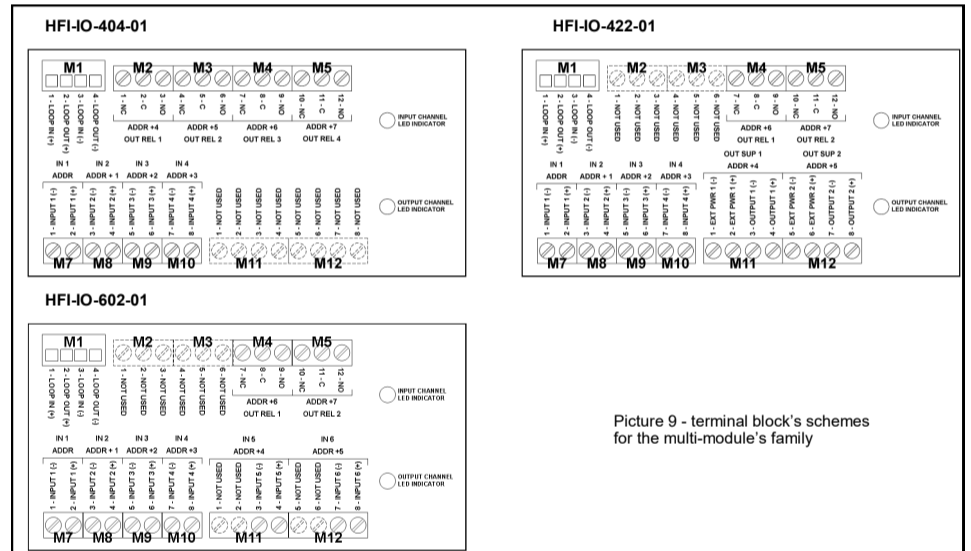 HFI-IO-404-01
M1 M2 M3 M4 M5
1 - LOOP IN (+)
2 - LOOP OUT (+)
3 - LOOP IN (-)
4 - LOOP OUT (-)
1 - NC
2 - C
3 - NO
4 - NC
5 - C
6 - NO
7 - NC
8 - C
9 - NO
10 - NC
11 - C
12 - NO
ADDR +4 ADDR +5 ADDR +6 ADDR +7
OUT REL 1 OUT REL 2 OUT REL 3 OUT REL 4
INPUT CHANNEL
LED INDICATOR
IN 1 IN 2 IN 3 IN 4
ADDR ADDR + 1 ADDR +2 ADDR +3
1 - INPUT 1 (-)
2 - INPUT 1 (+)
3 - INPUT 2 (-)
4 - INPUT 2 (+)
5 - INPUT 3 (-)
6 - INPUT 3 (+)
7 - INPUT 4 (-)
8 - INPUT 4 (+)
1 - NOT USED
2 - NOT USED
3 - NOT USED
4 - NOT USED
5 - NOT USED
6 - NOT USED
7 - NOT USED
8 - NOT USED
OUTPUT CHANNEL
LED INDICATOR
M7 M8 M9 M10 M11 M12
HFI-IO-422-01
M1 M2 M3 M4 M5
1 - LOOP IN (+)
2 - LOOP OUT (+)
3 - LOOP IN (-)
4 - LOOP OUT (-)
1 - NOT USED
2 - NOT USED
3 - NOT USED
4 - NOT USED
5 - NOT USED
6 - NOT USED
7 - NC
8 - C
9 - NO
10 - NC
11 - C
12 - NO
ADDR +6 ADDR +7
OUT REL 1 OUT REL 2
INPUT CHANNEL
LED INDICATOR
OUT SUP 1 OUT SUP 2
IN 1 IN 2 IN 3 IN 4
ADDR ADDR + 1 ADDR +2 ADDR +3 ADDR +4 ADDR +5
1 - INPUT 1 (-)
2 - INPUT 1 (+)
3 - INPUT 2 (-)
4 - INPUT 2 (+)
5 - INPUT 3 (-)
6 - INPUT 3 (+)
7 - INPUT 4 (-)
8 - INPUT 4 (+)
1 - EXT PWR 1 (-)
2 - EXT PWR 1 (+)
3 - OUTPUT 1 (-)
4 - OUTPUT 1 (+)
5 - EXT PWR 2 (-)
6 - EXT PWR 2 (+)
7 - OUTPUT 2 (-)
8 - OUTPUT 2 (+)
OUTPUT CHANNEL
LED INDICATOR
M7 M8 M9 M10 M11 M12
HFI-IO-602-01
M1 M2 M3 M4 M5
1 - LOOP IN (+)
2 - LOOP OUT (+)
3 - LOOP IN (-)
4 - LOOP OUT (-)
1 - NOT USED
2 - NOT USED
3 - NOT USED
4 - NOT USED
5 - NOT USED
6 - NOT USED
7 - NC
8 - C
9 - NO
10 - NC
11 - C
12 - NO
ADDR +6 ADDR +7
OUT REL 1 OUT REL 2
INPUT CHANNEL
LED INDICATOR
IN 1 IN 2 IN 3 IN 4 IN 5 IN 6
ADDR ADDR + 1 ADDR +2 ADDR +3 ADDR +4 ADDR +5
1 - INPUT 1 (-)
2 - INPUT 1 (+)
3 - INPUT 2 (-)
4 - INPUT 2 (+)
5 - INPUT 3 (-)
6 - INPUT 3 (+)
7 - INPUT 4 (-)
8 - INPUT 4 (+)
1 - NOT USED
2 - NOT USED
3 - INPUT 5 (-)
4 - INPUT 5 (+)
5 - NOT USED
6 - NOT USED
7 - INPUT 6 (-)
8 - INPUT 6 (+)
OUTPUT CHANNEL
LED INDICATOR
M7 M8 M9 M10 M11 M12
Picture 9 - terminal block's schemes
for the multi-module's family